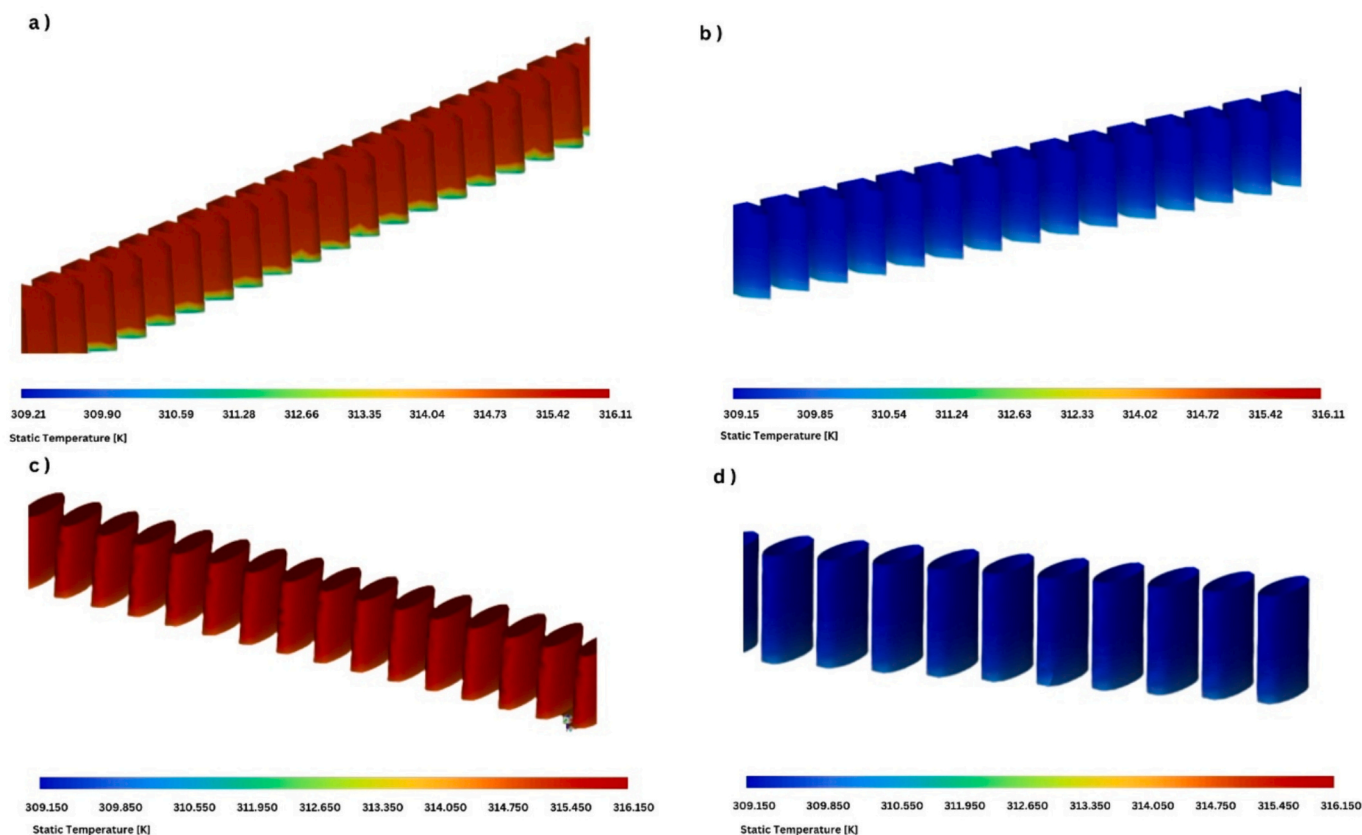 a )
b )
309.21 309.90 310.59 311.28 312.66 313.35 314.04 314.73 315.42 316.11
Static Temperature [K]
309.15 309.85 310.54 311.24 312.63 312.33 314.02 314.72 315.42 316.11
Static Temperature [K]
c )
d )
309.150 309.850 310.550 311.950 312.650 313.350 314.050 314.750 315.450 316.150
Static Temperature [K]
309.150 309.850 310.550 311.950 312.650 313.350 314.050 314.750 315.450 316.150
Static Temperature [K]